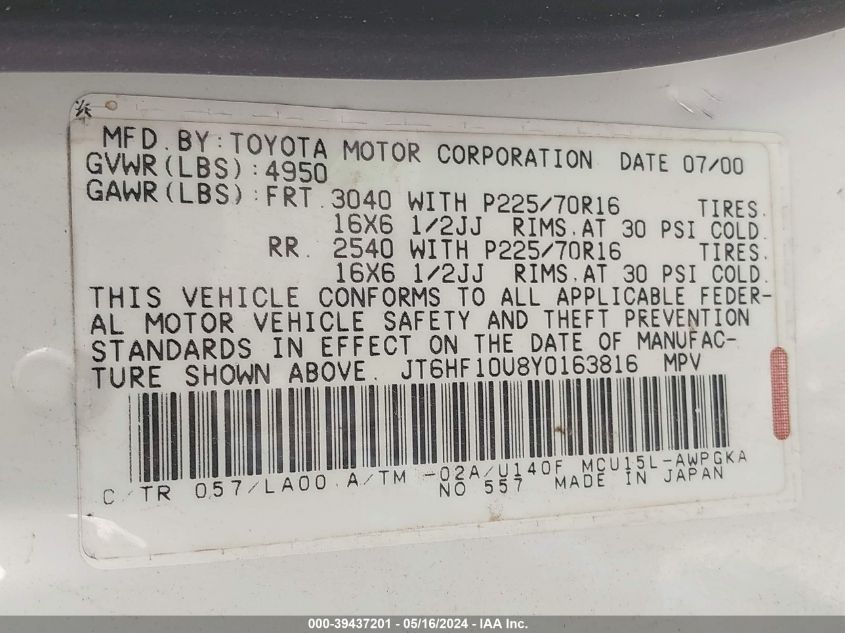 MFD. BY: TOYOTA MOTOR CORPORATION DATE 07/00
GVWR(LBS):4950
GAWR(LBS):FRT. 3040 WITH P225/70R16 TIRES.
16X6 1/2JJ RIMS.AT 30 PSI COLD.
RR. 2540 WITH P225/70R16 TIRES.
16X6 1/2JJ RIMS.AT 30 PSI COLD.
THIS VEHICLE CONFORMS TO ALL APPLICABLE FEDER-
AL MOTOR VEHICLE SAFETY AND THEFT PREVENTION
STANDARDS IN EFFECT ON THE DATE OF MANUFAC-
TURE SHOWN ABOVE. JT6HF10U8Y0163816 MPV
C/TR 057/LA00 A/TM -02A/U140F MCU15L-AWPGKA
NO 557 MADE IN JAPAN
000-39437201 - 05/16/2024 - IAAI.COM